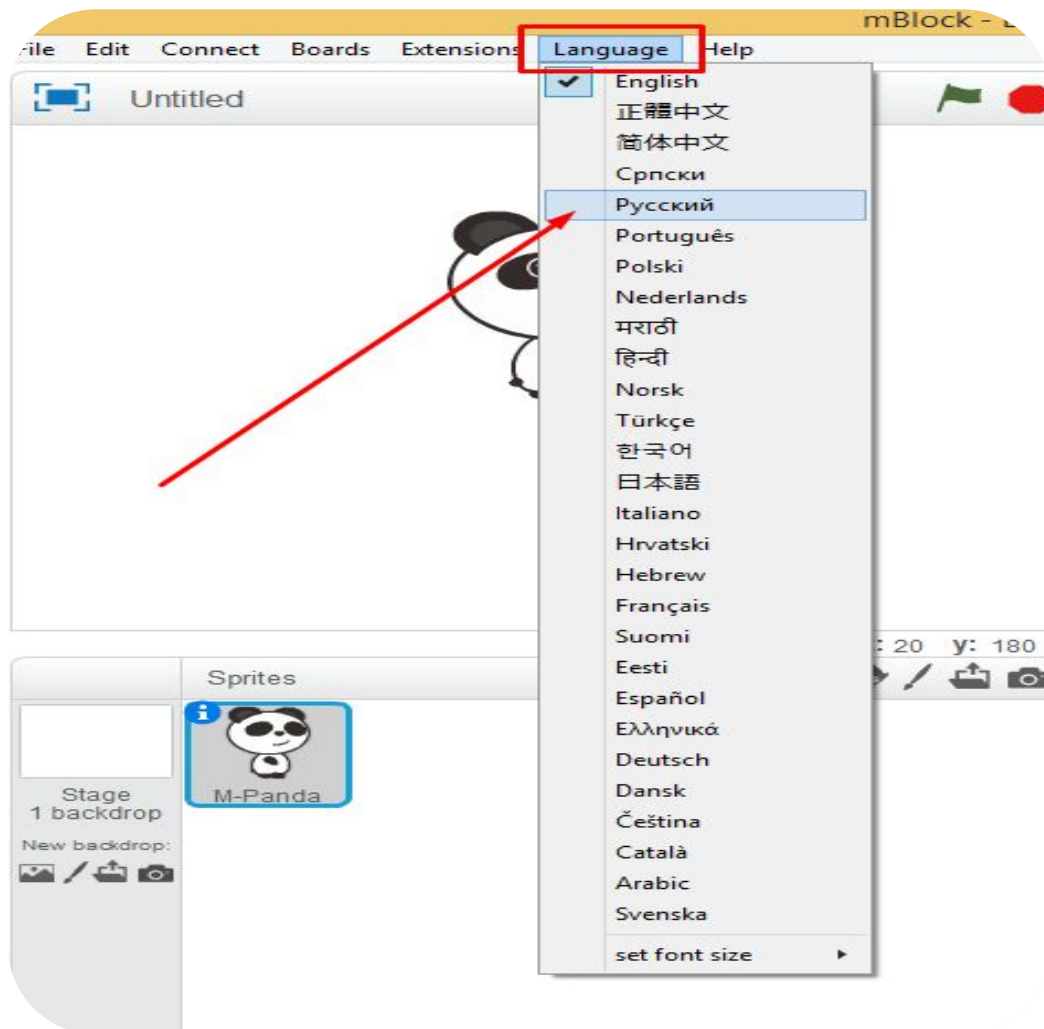 mBlock -
File Edit Connect Boards Extensions Language Help
Untitled
English
正體中文
简体中文
Српски
Русский
Português
Polski
Nederlands
मराठी
हिन्दी
Norsk
Türkçe
한국어
日本語
Italiano
Hrvatski
Hebrew
Français
Suomi
Eesti
Español
Ελληνικά
Deutsch
Dansk
Čeština
Català
Arabic
Svenska
set font size
: 20 y: 180
Sprites
M-Panda
Stage
1 backdrop
New backdrop: